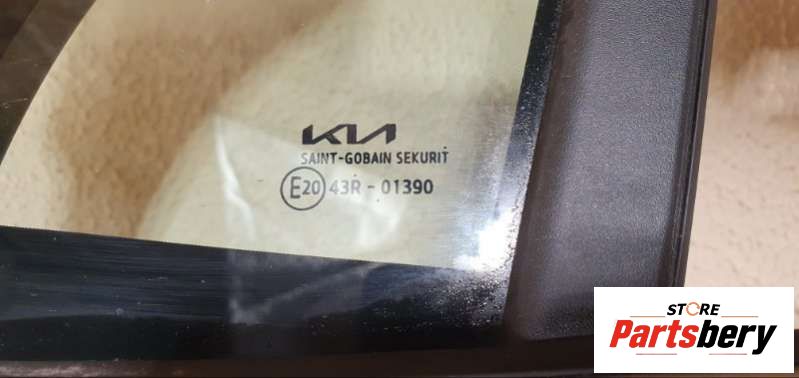 KIA
SAINT-GOBAIN SEKURIT
E20 43R - 01390
STORE
Partsbery